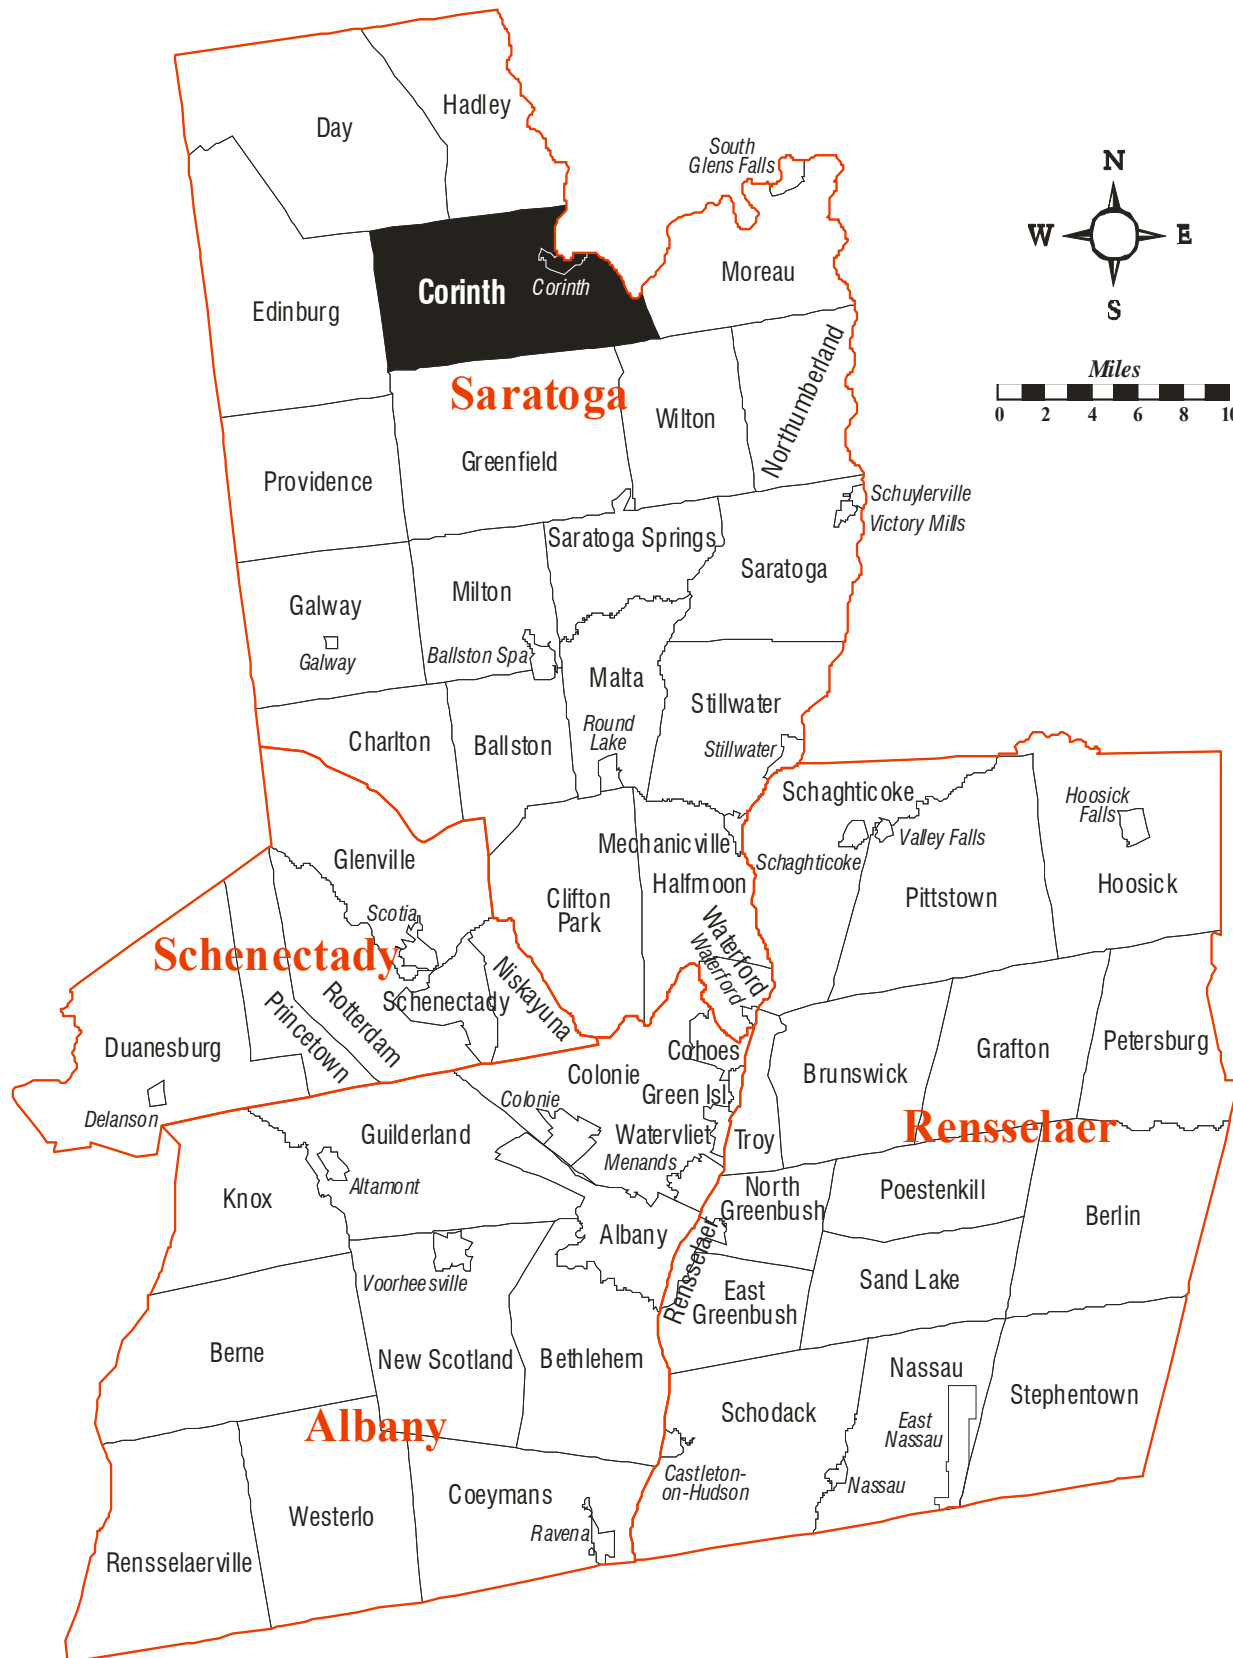 Hadley
Day
South
Glens Falls
N
W
E
S
Moreau
Corinth
Corinth
Edinburg
Miles
0 2 4 6 8 10
Northumberland
Saratoga
Wilton
Greenfield
Providence
Schuylerville
Victory Mills
Saratoga Springs
Saratoga
Milton
Galway
Galway
Ballston Spa
Malta
Stillwater
Round
Lake
Stillwater
Charlton
Ballston
Schaghticoke
Hoosick
Falls
Mechanicville
Valley Falls
Schaghticoke
Glenville
Halfmoon
Hoosick
Clifton
Park
Pittstown
Scotia
Waterford
Waterford
Schenectady
Niskayuna
Schenectady
Rotterdam
Princetown
Duanesburg
Cohoes
Grafton
Petersburg
Colonie
Brunswick
Green Isl
Colonie
Delanson
Guilderland
Watervliet
Troy
Rensselaer
Menands
Altamont
Knox
North
Greenbush
Poestenkill
Berlin
Albany
Rensselaer
Voorheesville
Sand Lake
East
Greenbush
Berne
New Scotland
Bethlehem
Nassau
Stephentown
Schodack
Albany
East
Nassau
Castleton-
on-Hudson
Nassau
Coeymans
Westerlo
Ravena
Rensselaerville